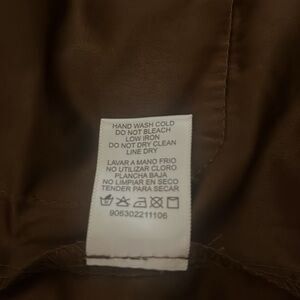 HAND WASH COLD
DO NOT BLEACH
LOW IRON
DO NOT DRY CLEAN
LINE DRY
LAVAR A MANO FRIO
NO UTILIZAR CLORO
PLANCHA BAJA
NO LIMPIAR EN SECO
TENDER PARA SECAR
906302211106